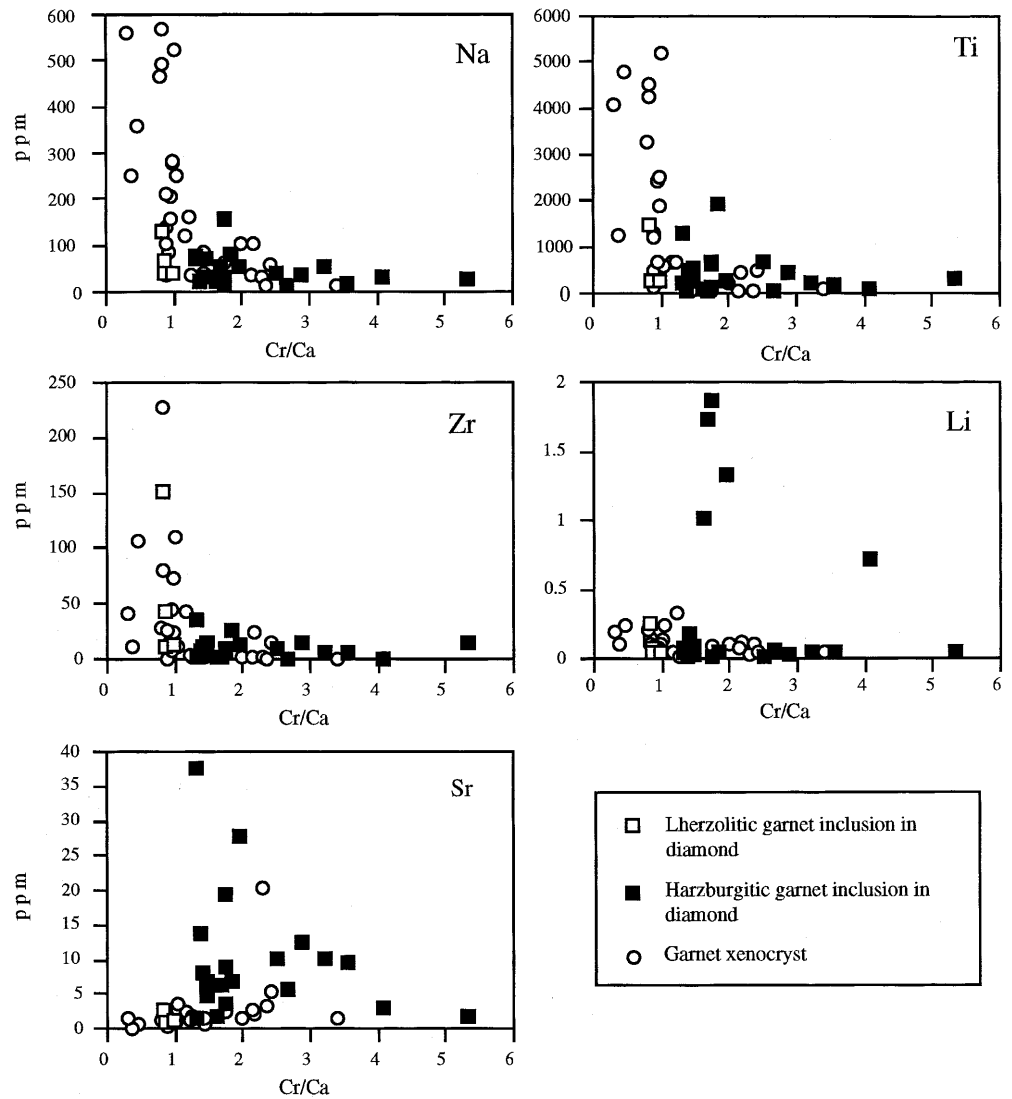 600
500
400
300
200
100
0
ppm
Na
0 1 2 3 4 5 6
Cr/Ca
6000
5000
4000
3000
2000
1000
0
Ti
0 1 2 3 4 5 6
Cr/Ca
250
200
150
100
50
0
ppm
Zr
0 1 2 3 4 5 6
Cr/Ca
2
1.5
1
0.5
0
Li
0 1 2 3 4 5 6
Cr/Ca
40
35
30
25
20
15
10
5
0
ppm
Sr
0 1 2 3 4 5 6
Cr/Ca
Lherzolitic garnet inclusion in
diamond
Harzburgitic garnet inclusion in
diamond
Garnet xenocryst